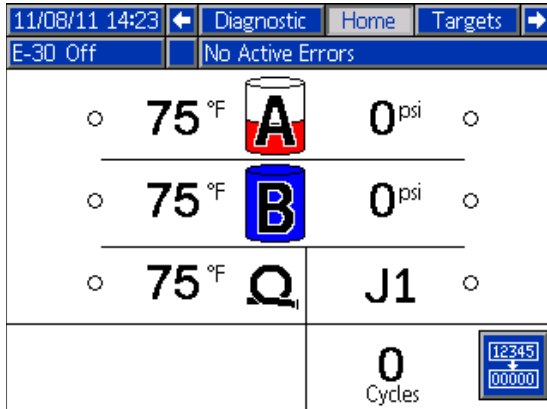 11/08/11 14:23 Diagnostic Home Targets
E-30 Off No Active Errors
75 °F A 0 psi
75 °F B 0 psi
75 °F J1
0
Cycles
12345
00000